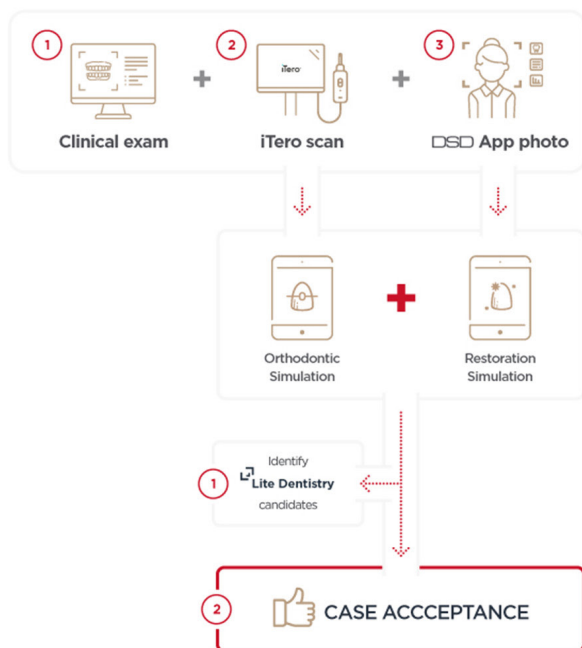 1
2
3
iTero
Clinical exam
iTero scan
DSD App photo
Orthodontic
Simulation
Restoration
Simulation
1
Identify
Lite Dentistry
candidates
2
CASE ACCCEPTANCE